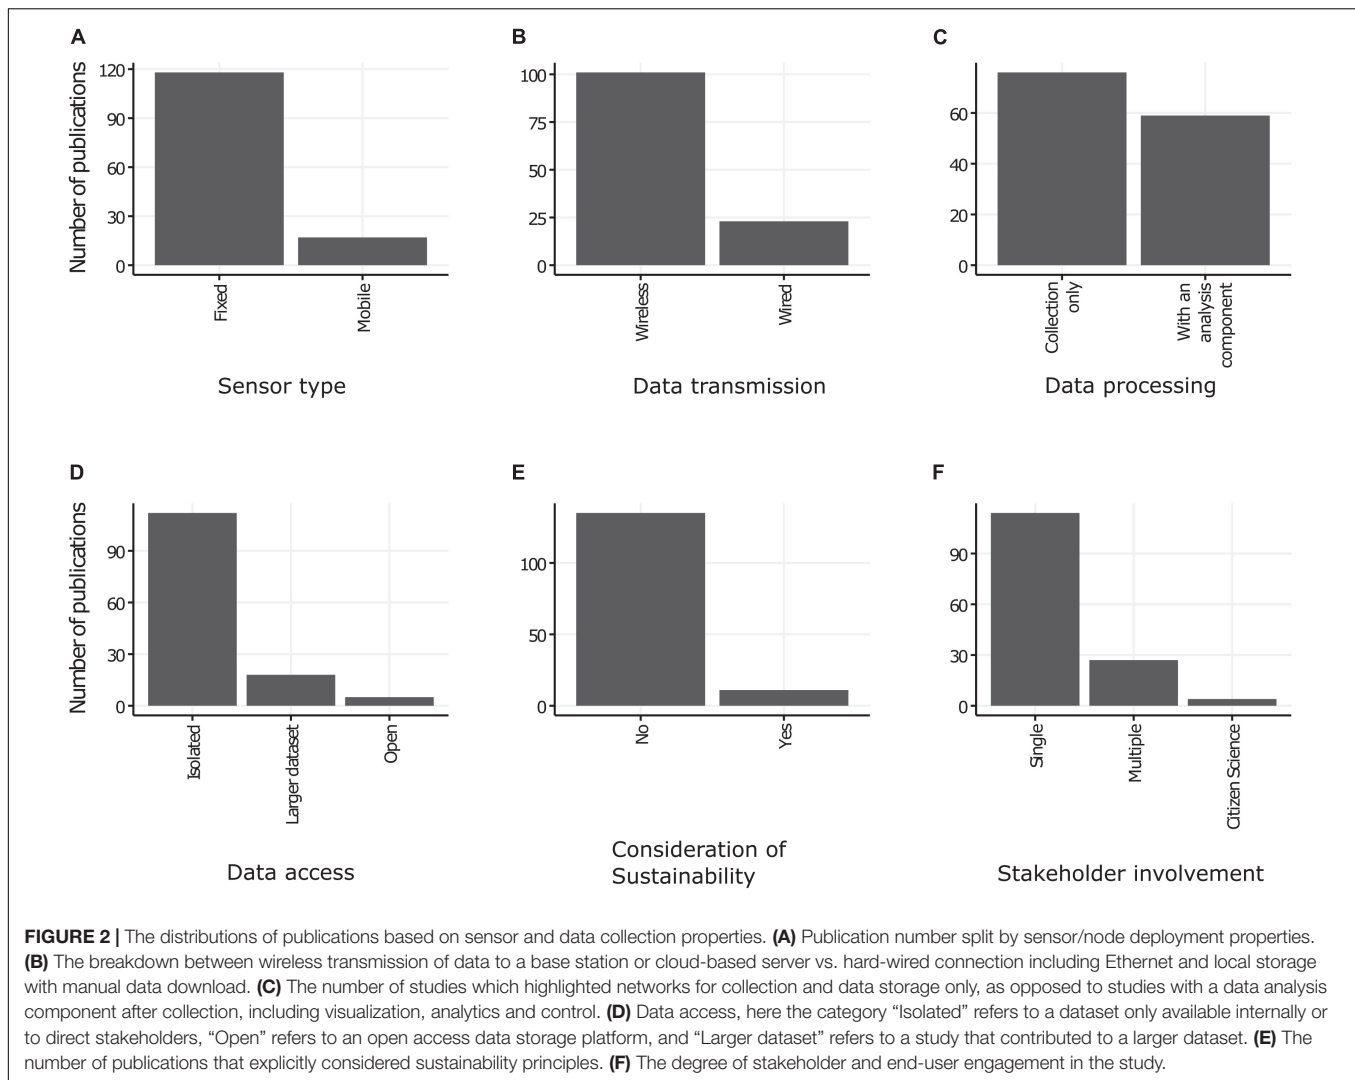 A
Number of publications
120
90
60
30
0
Fixed
Mobile
Sensor type
B
100
75
50
25
0
Wireless
Wired
Data transmission
C
60
40
20
0
Collection
only
With an
analysis
component
Data processing
D
Number of publications
90
60
30
0
Isolated
Larger dataset
Open
Data access
E
100
50
0
No
Yes
Consideration of
Sustainability
F
90
60
30
0
Single
Multiple
Citizen Science
Stakeholder involvement
FIGURE 2 | The distributions of publications based on sensor and data collection properties. (A) Publication number split by sensor/node deployment properties.
(B) The breakdown between wireless transmission of data to a base station or cloud-based server vs. hard-wired connection including Ethernet and local storage
with manual data download. (C) The number of studies which highlighted networks for collection and data storage only, as opposed to studies with a data analysis
component after collection, including visualization, analytics and control. (D) Data access, here the category “Isolated” refers to a dataset only available internally or
to direct stakeholders, “Open” refers to an open access data storage platform, and “Larger dataset” refers to a study that contributed to a larger dataset. (E) The
number of publications that explicitly considered sustainability principles. (F) The degree of stakeholder and end-user engagement in the study.